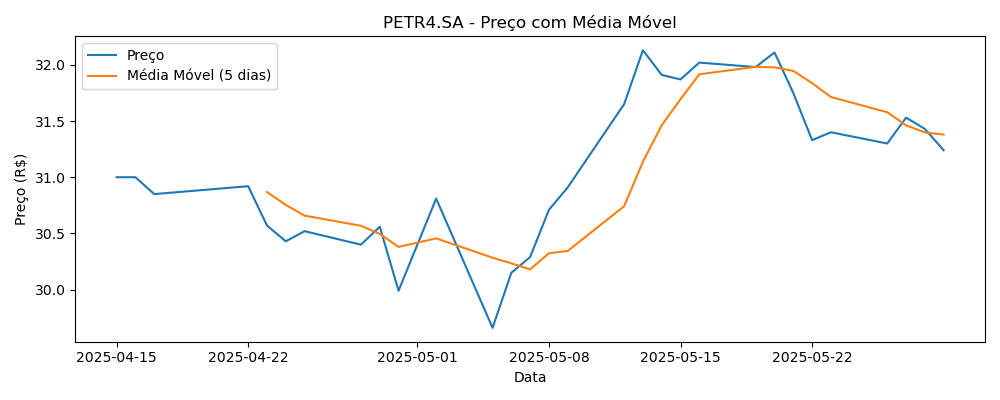 PETR4.SA - Preço com Média Móvel
Preço
Média Móvel (5 dias)
Preço (R$)
32.0
31.5
31.0
30.5
30.0
2025-04-15
2025-04-22
2025-05-01
2025-05-08
2025-05-15
2025-05-22
Data